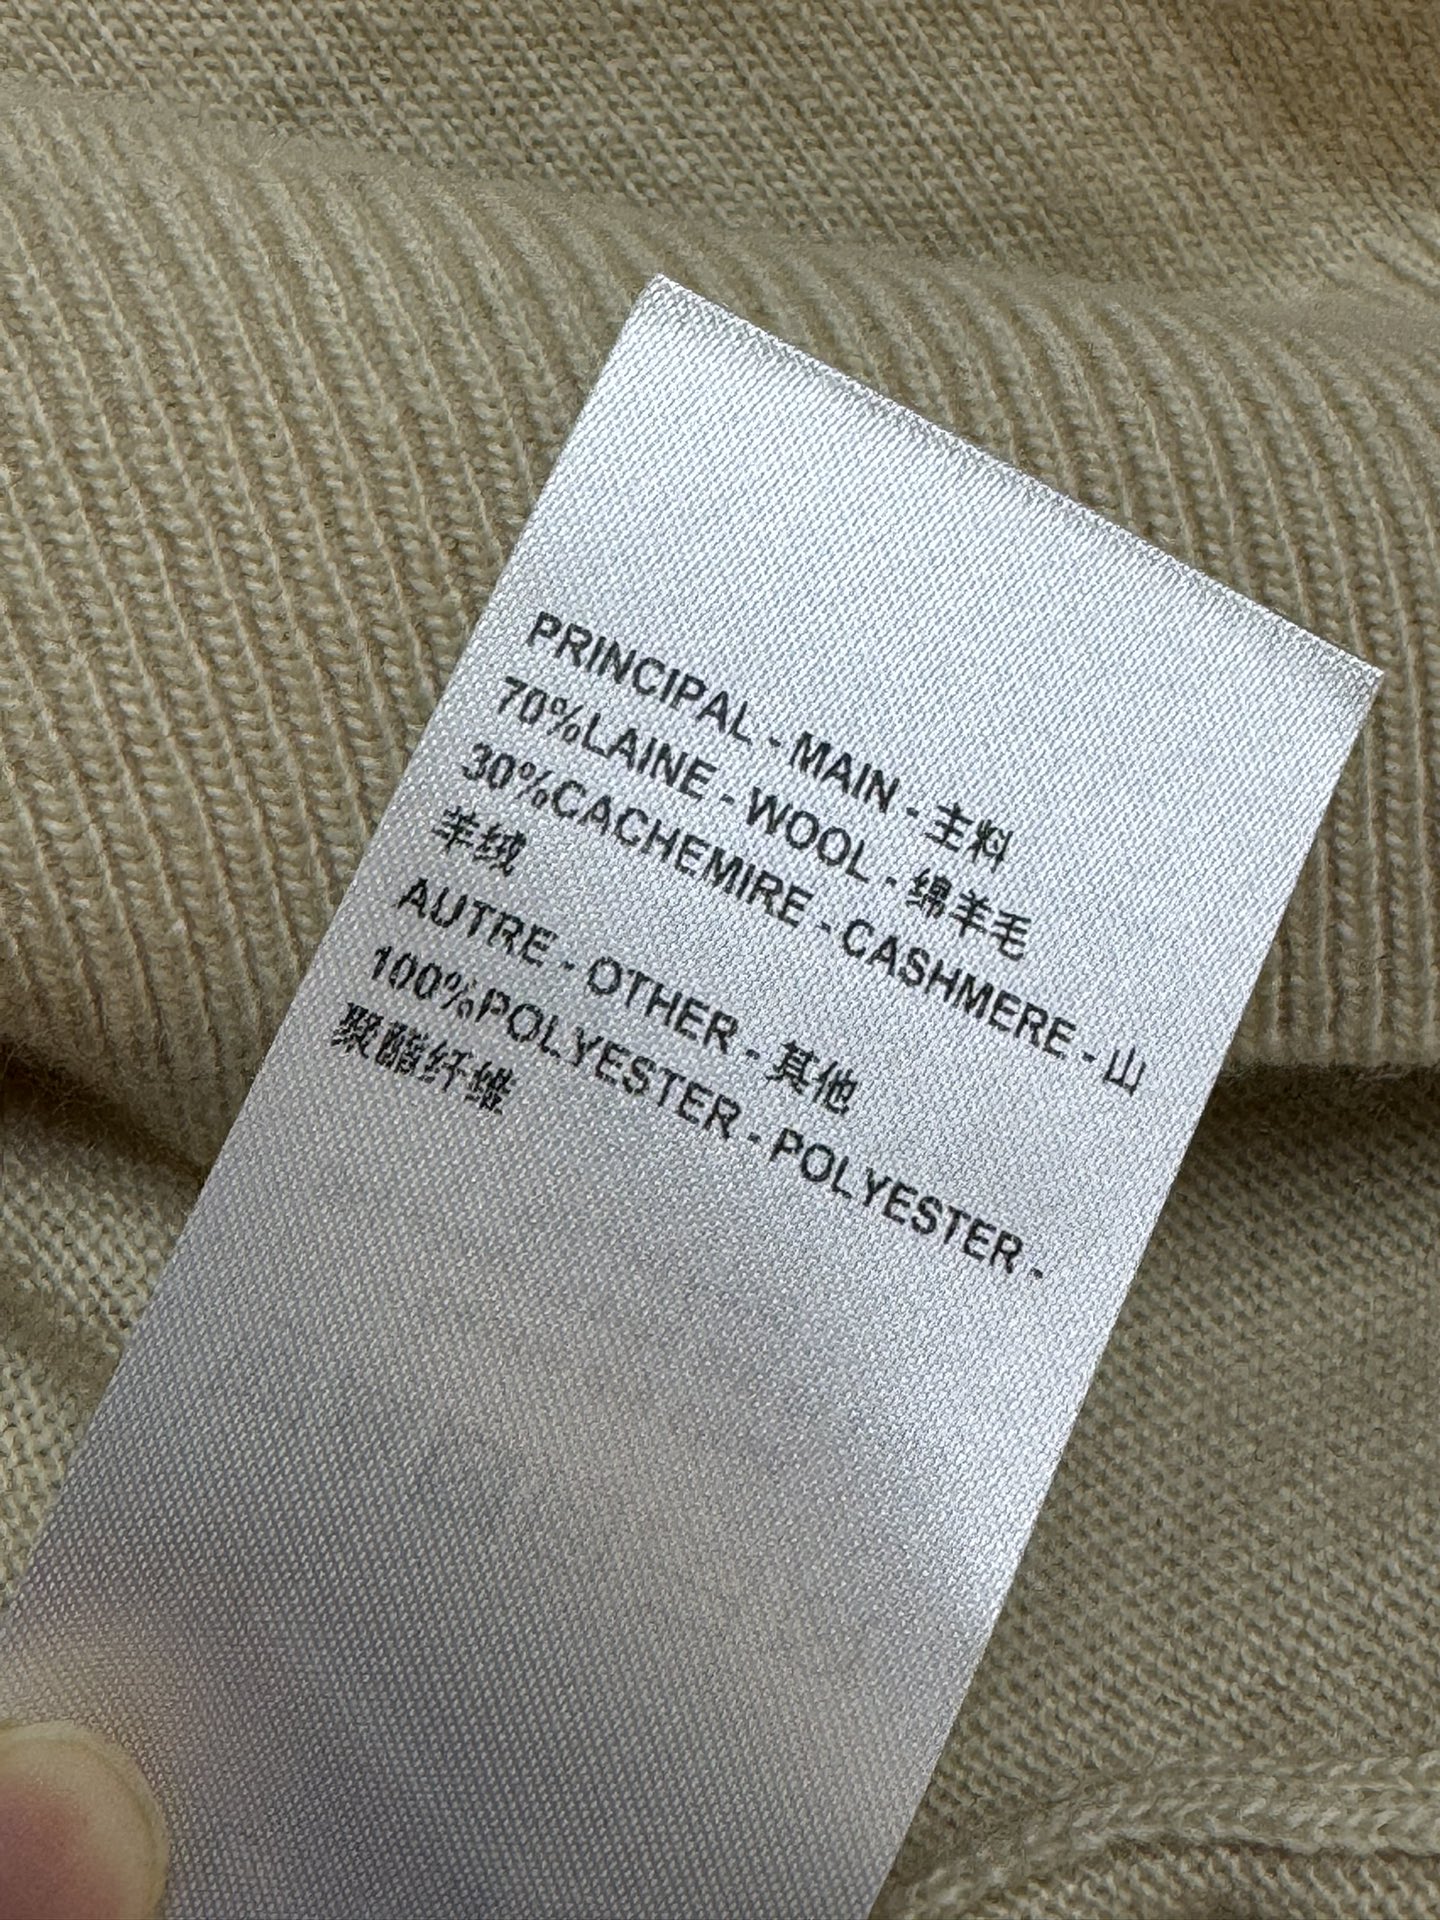 PRINCIPAL - MAIN - 主料
70%LAINE - WOOL - 绵羊毛
30%CACHEMIRE - CASHMERE - 山
羊绒
AUTRE - OTHER - 其他
100%POLYESTER - POLYESTER -
聚酯纤维